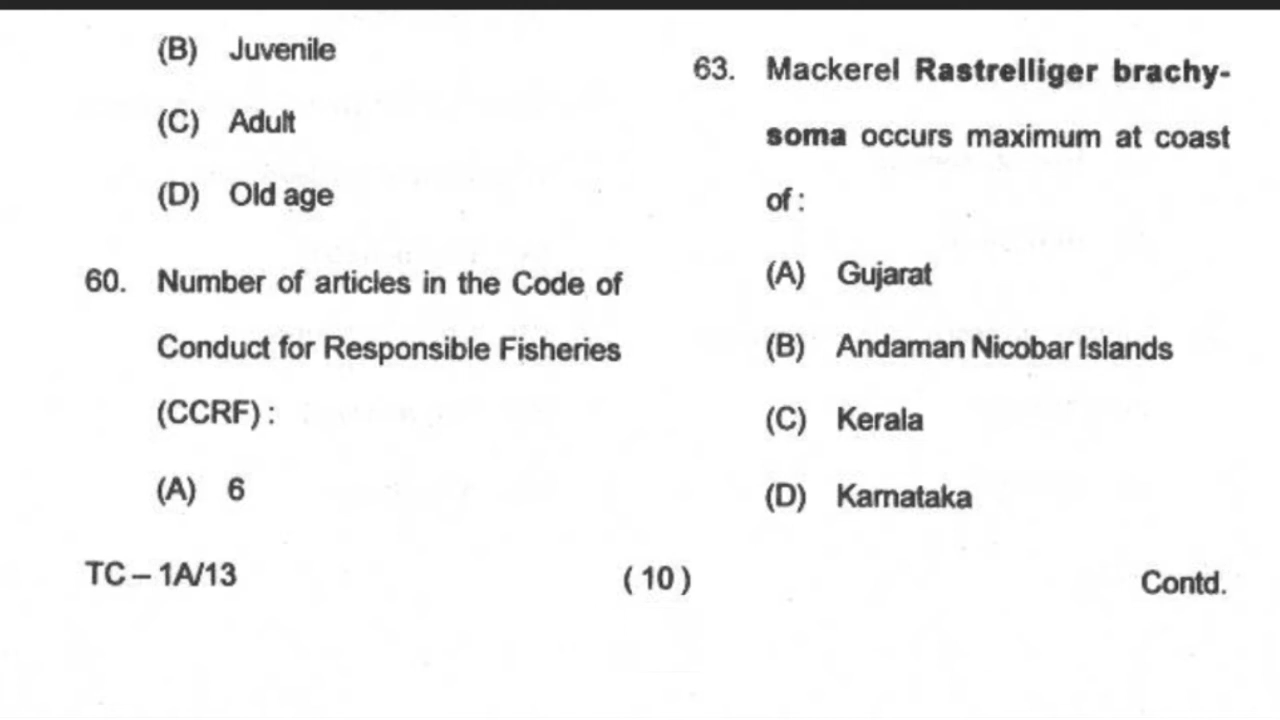 (B) Juvenile
(C) Adult
(D) Old age
60. Number of articles in the Code of
Conduct for Responsible Fisheries
(CCRF) :
(A) 6
63. Mackerel Rastrelliger brachy-
soma occurs maximum at coast
of :
(A) Gujarat
(B) Andaman Nicobar Islands
(C) Kerala
(D) Karnataka
TC – 1A/13
( 10 )
Contd.